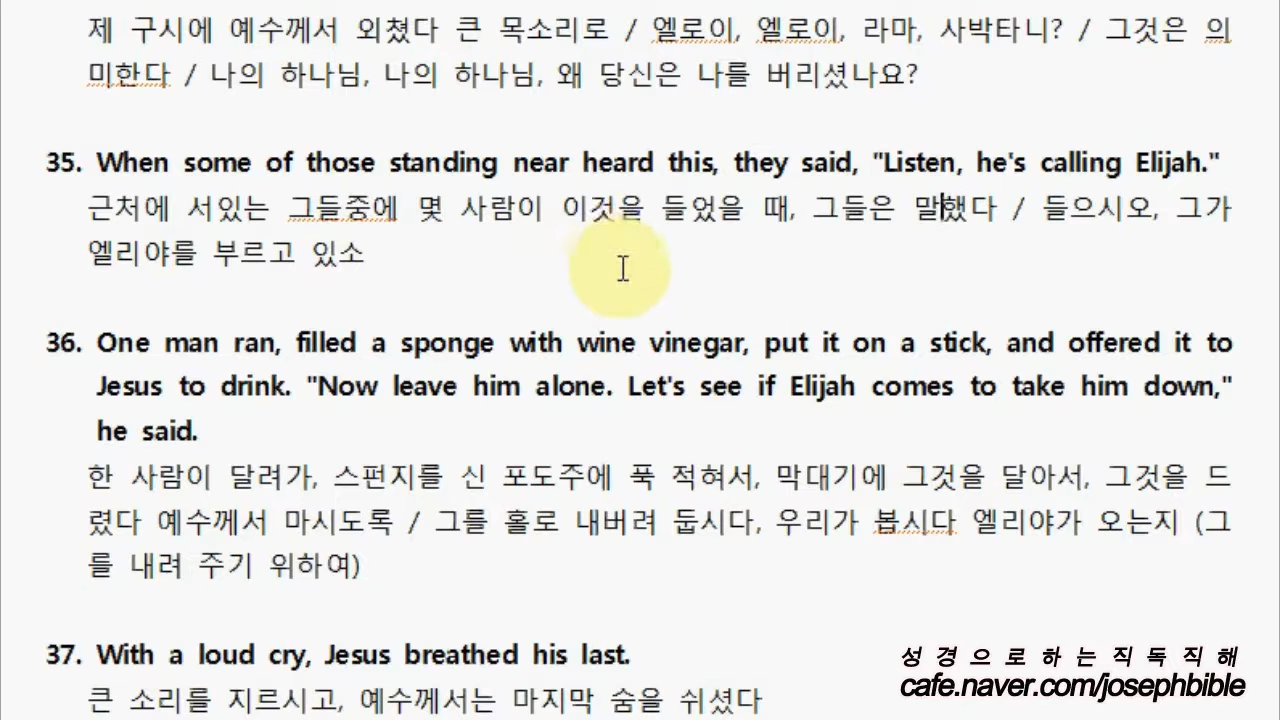 제 구시에 예수께서 외쳤다 큰 목소리로 / 엘로이, 엘로이, 라마, 사박타니? / 그것은 의
미한다 / 나의 하나님, 나의 하나님, 왜 당신은 나를 버리셨나요?
35. When some of those standing near heard this, they said, "Listen, he's calling Elijah."
근처에 서있는 그들중에 몇 사람이 이것을 들었을 때, 그들은 말했다 / 들으시오, 그가
엘리야를 부르고 있소
36. One man ran, filled a sponge with wine vinegar, put it on a stick, and offered it to
Jesus to drink. "Now leave him alone. Let's see if Elijah comes to take him down,"
he said.
한 사람이 달려가, 스펀지를 신 포도주에 푹 적혀서, 막대기에 그것을 달아서, 그것을 드
렸다 예수께서 마시도록 / 그를 홀로 내버려 둡시다, 우리가 봅시다 엘리야가 오는지 (그
를 내려 주기 위하여)
37. With a loud cry, Jesus breathed his last.
큰 소리를 지르시고, 예수께서는 마지막 숨을 쉬셨다
성경으로하는직독직해
cafe.naver.com/josephbible